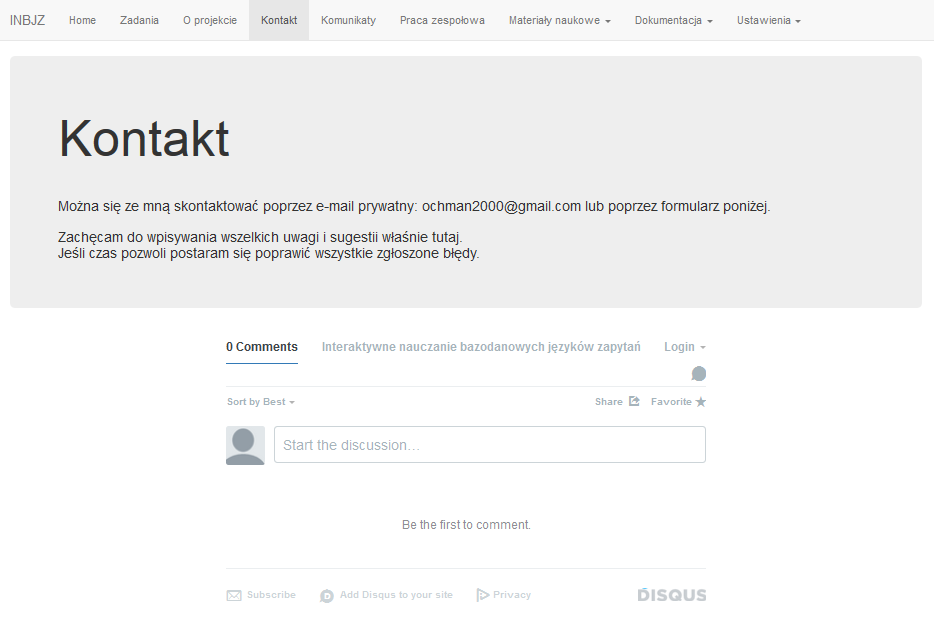 INBJZ Home Zadania O projekcie Kontakt Komunikaty Praca zespołowa Materiały naukowe Dokumentacja Ustawienia
Kontakt
Można się ze mną skontaktować poprzez e-mail prywatny: ochman2000@gmail.com lub poprzez formularz poniżej.
Zachęcam do wpisywania wszelkich uwagi i sugestii właśnie tutaj.
Jeśli czas pozwoli postaram się poprawić wszystkie zgłoszone błędy.
0 Comments Interaktywne nauczanie bazodanowych języków zapytań Login
Sort by Best Share Favorite
Start the discussion...
Be the first to comment.
Subscribe Add Disqus to your site Privacy DISQUS